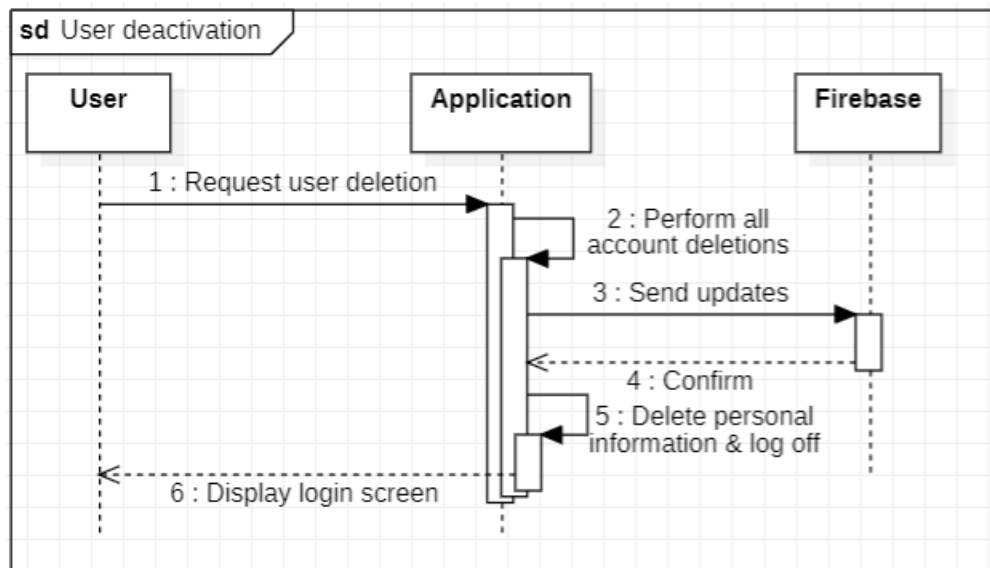 sd User deactivation
User
Application
Firebase
1 : Request user deletion
2 : Perform all
account deletions
3 : Send updates
4 : Confirm
5 : Delete personal
information & log off
6 : Display login screen